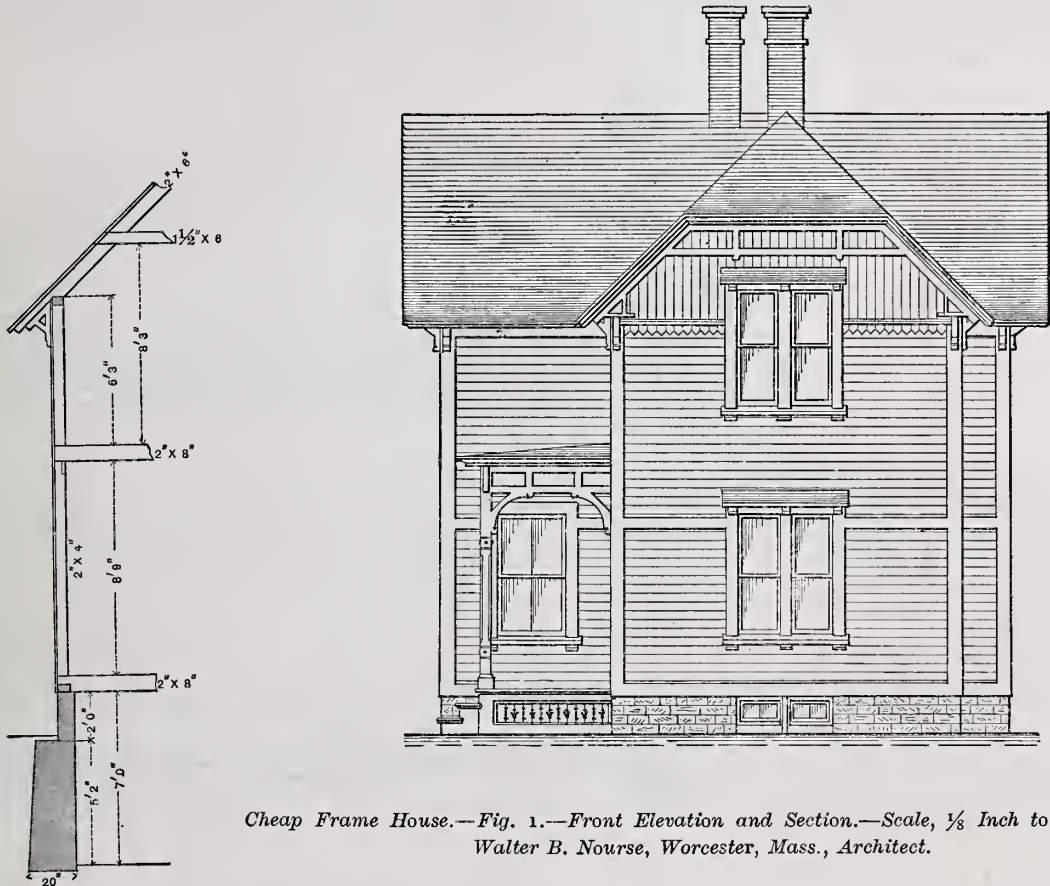 2" X 6"
1½" X 6
8'3"
6'3"
2" X 8"
2" X 4"
8'9"
2" X 8"
5'2" X 2'0"
7'0"
20"
Cheap Frame House.—Fig. 1.—Front Elevation and Section.—Scale, ⅛ Inch to
Walter B. Nourse, Worcester, Mass., Architect.